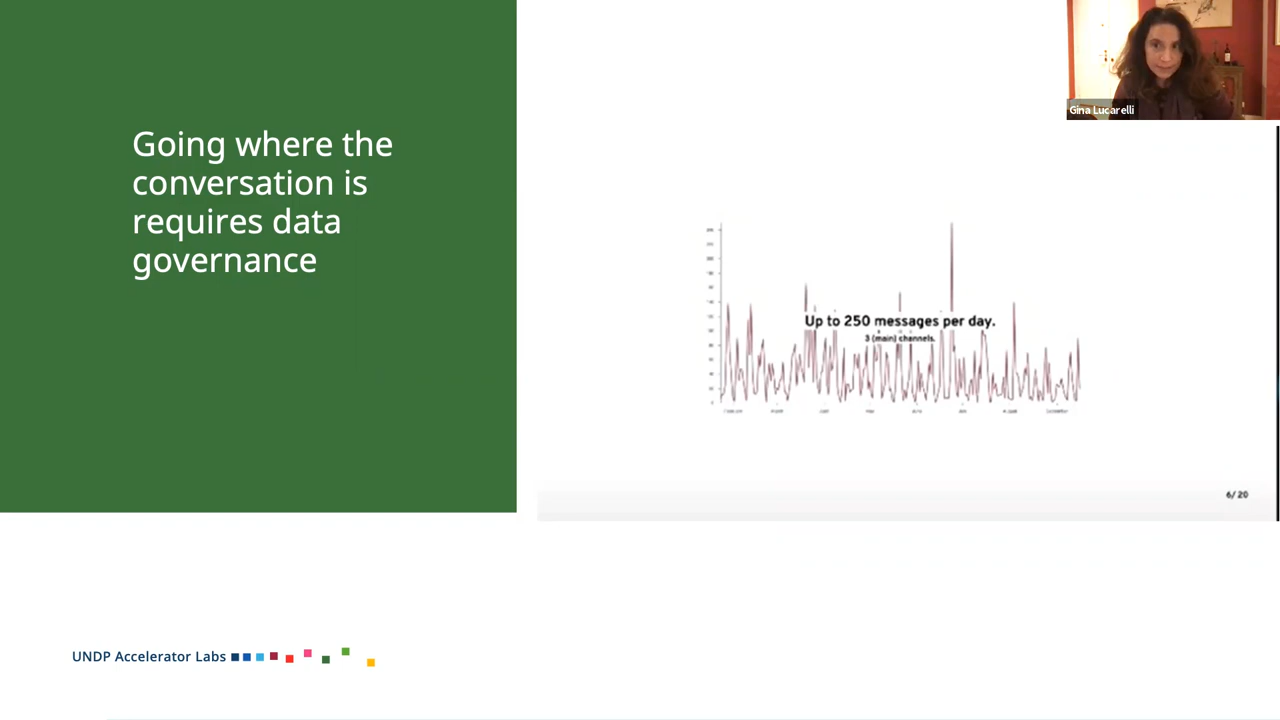 Going where the
conversation is
requires data
governance
Gina Lucarelli
Up to 250 messages per day.
3 (main) channels.
6/ 20
UNDP Accelerator Labs